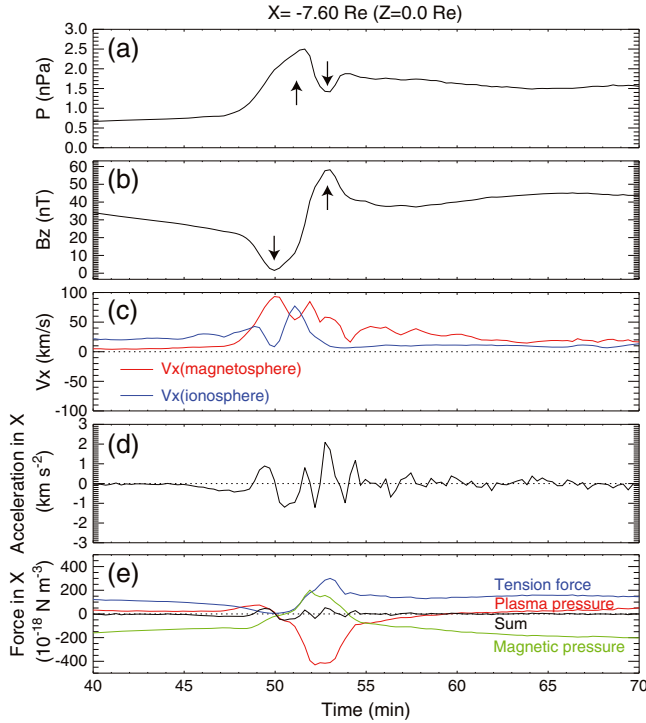 X= -7.60 Re (Z=0.0 Re)
(a)
P (nPa)
3.0
2.5
2.0
1.5
1.0
0.5
0.0
(b)
Bz (nT)
60
50
40
30
20
10
0
(c)
Vx (km/s)
100
50
0
-50
-100
Vx(magnetosphere)
Vx(ionosphere)
(d)
Acceleration in X
(km s-2)
3
2
1
0
-1
-2
-3
(e)
Force in X
(10-18 N m-3)
400
200
0
-200
-400
Tension force
Plasma pressure
Sum
Magnetic pressure
40 45 50 55 60 65 70
Time (min)